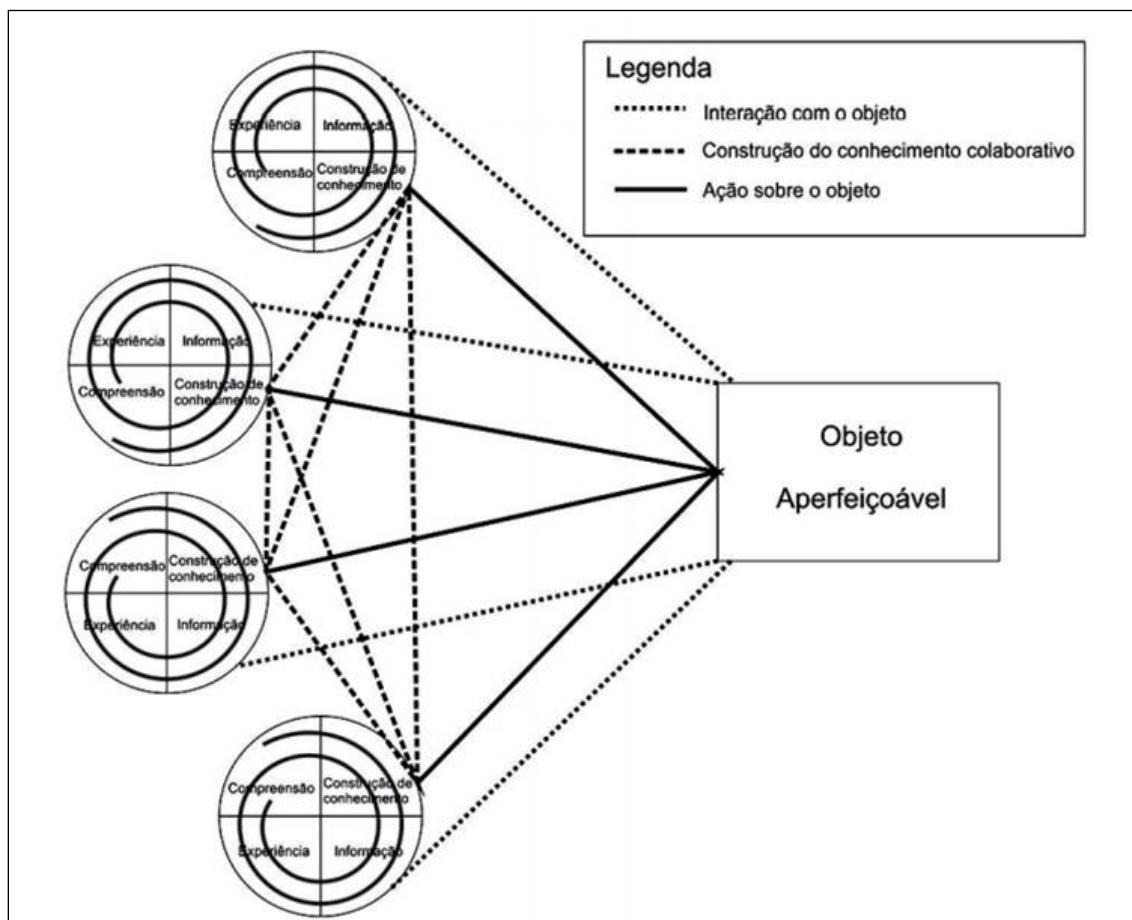 Legenda
Interação com o objeto
Construção do conhecimento colaborativo
Ação sobre o objeto
Experiência
Informação
Compreensão
Construção de
conhecimento
Experiência
Informação
Compreensão
Construção de
conhecimento
Objeto
Aperfeiçoável
Compreensão
Construção de
conhecimento
Experiência
Informação
Compreensão
Construção de
conhecimento
Experiência
Informação